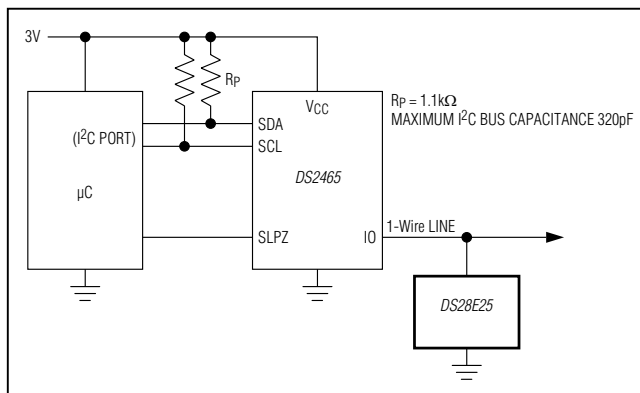 3V
RP
VCC
RP = 1.1kΩ
MAXIMUM I2C BUS CAPACITANCE 320pF
(I2C PORT)
SDA
SCL
DS2465
µC
SLPZ
IO
1-Wire LINE
DS28E25